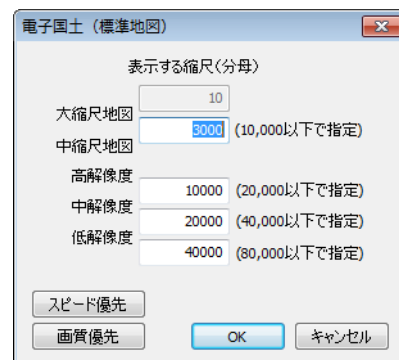 電子国土（標準地図）
表示する縮尺(分母)
10
大縮尺地図
3000 (10,000以下で指定)
中縮尺地図
高解像度
10000 (20,000以下で指定)
中解像度
20000 (40,000以下で指定)
低解像度
40000 (80,000以下で指定)
スピード優先
画質優先 OK キャンセル